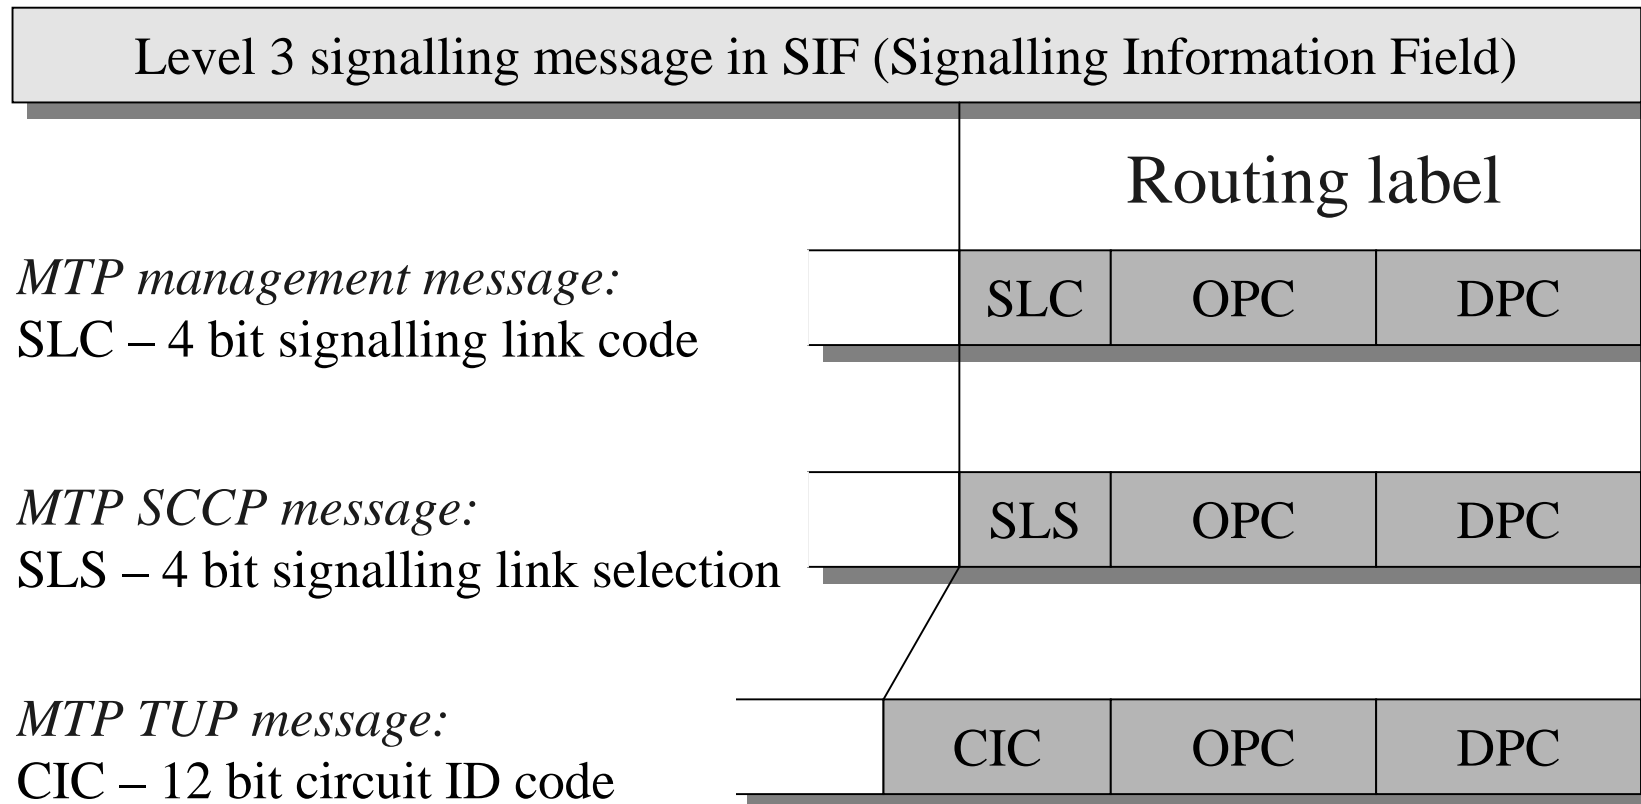 Level 3 signalling message in SIF (Signalling Information Field)
Routing label
MTP management message:
SLC – 4 bit signalling link code
SLC OPC DPC
MTP SCCP message:
SLS – 4 bit signalling link selection
SLS OPC DPC
MTP TUP message:
CIC – 12 bit circuit ID code
CIC OPC DPC